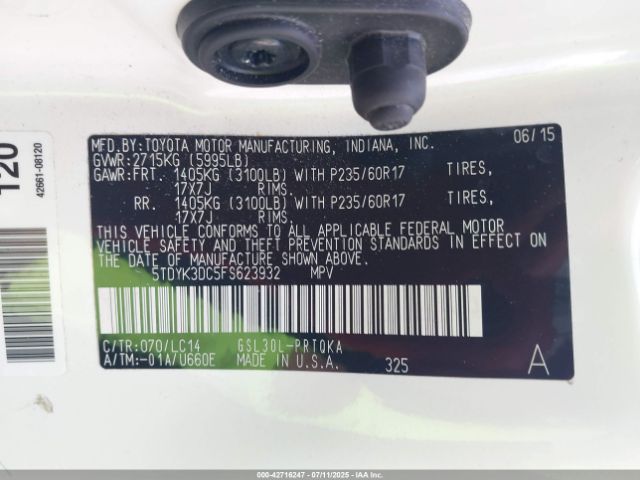 120
42661-08120
MFD.BY:TOYOTA MOTOR MANUFACTURING, INDIANA, INC. 06/15
GVWR:2715KG (5995LB)
GAWR:FRT. 1405KG (3100LB) WITH P235/60R17 TIRES,
17X7J RIMS.
RR. 1405KG (3100LB) WITH P235/60R17 TIRES,
17X7J RIMS.
THIS VEHICLE CONFORMS TO ALL APPLICABLE FEDERAL MOTOR
VEHICLE SAFETY AND THEFT PREVENTION STANDARDS IN EFFECT
ON THE DATE OF MANUFACTURE SHOWN ABOVE.
5TDYK3DC5FS623932 MPV
C/TR:070/LC14 GSL30L-PRTQKA
A/TM:-01A/U660E MADE IN U.S.A. 325 A
000-42716247 - 07/11/2025 - IAAI.COM